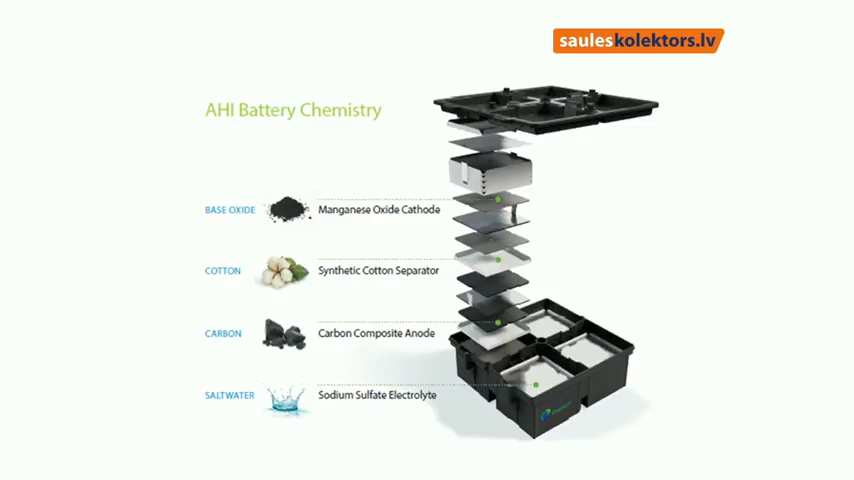 sauleskolektors.lv
AHI Battery Chemistry
BASE OXIDE Manganese Oxide Cathode
COTTON Synthetic Cotton Separator
CARBON Carbon Composite Anode
SALTWATER Sodium Sulfate Electrolyte